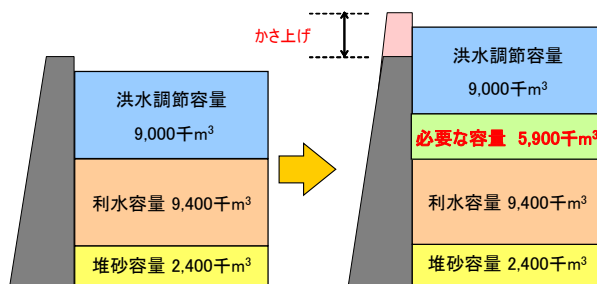 洪水調節容量
9,000千m³
利水容量 9,400千m³
堆砂容量 2,400千m³
かさ上げ
洪水調節容量
9,000千m³
必要な容量 5,900千m³
利水容量 9,400千m³
堆砂容量 2,400千m³